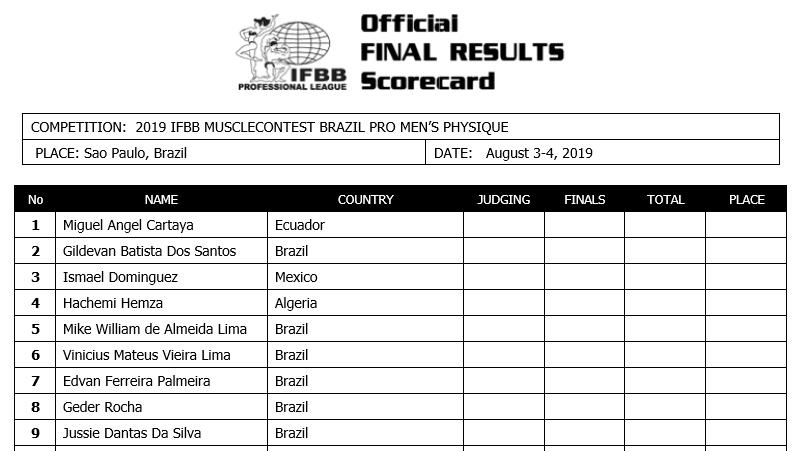 Official
FINAL RESULTS
Scorecard
IFBB
PROFESSIONAL LEAGUE
COMPETITION: 2019 IFBB MUSCLECONTEST BRAZIL PRO MEN’S PHYSIQUE
PLACE: Sao Paulo, Brazil DATE: August 3-4, 2019
No NAME COUNTRY JUDGING FINALS TOTAL PLACE
1 Miguel Angel Cartaya Ecuador
2 Gildevan Batista Dos Santos Brazil
3 Ismael Dominguez Mexico
4 Hachemi Hemza Algeria
5 Mike William de Almeida Lima Brazil
6 Vinicius Mateus Vieira Lima Brazil
7 Edvan Ferreira Palmeira Brazil
8 Geder Rocha Brazil
9 Jussie Dantas Da Silva Brazil